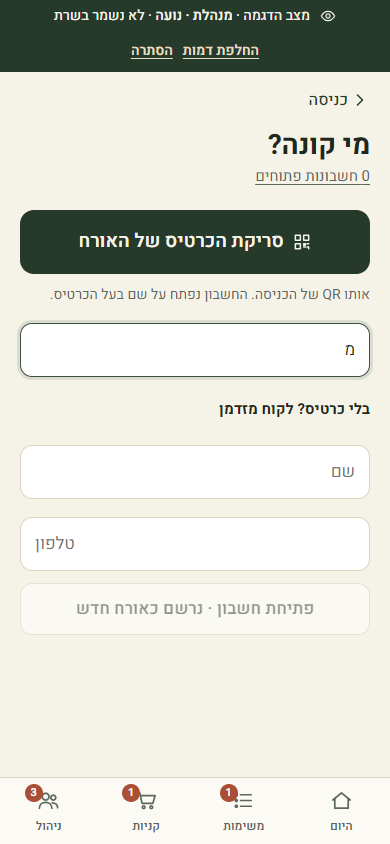 מצב הדגמה · מנהלת · נועה · לא נשמר בשרת
החלפת דמות הסתרה
כניסה
מי קונה?
0 חשבונות פתוחים
סריקת הכרטיס של האורח
אותו QR של הכניסה. החשבון נפתח על שם בעל הכרטיס.
מ
בלי כרטיס? לקוח מזדמן
שם
טלפון
פתיחת חשבון · נרשם כאורח חדש
1 1 3
היום משימות קניות ניהול